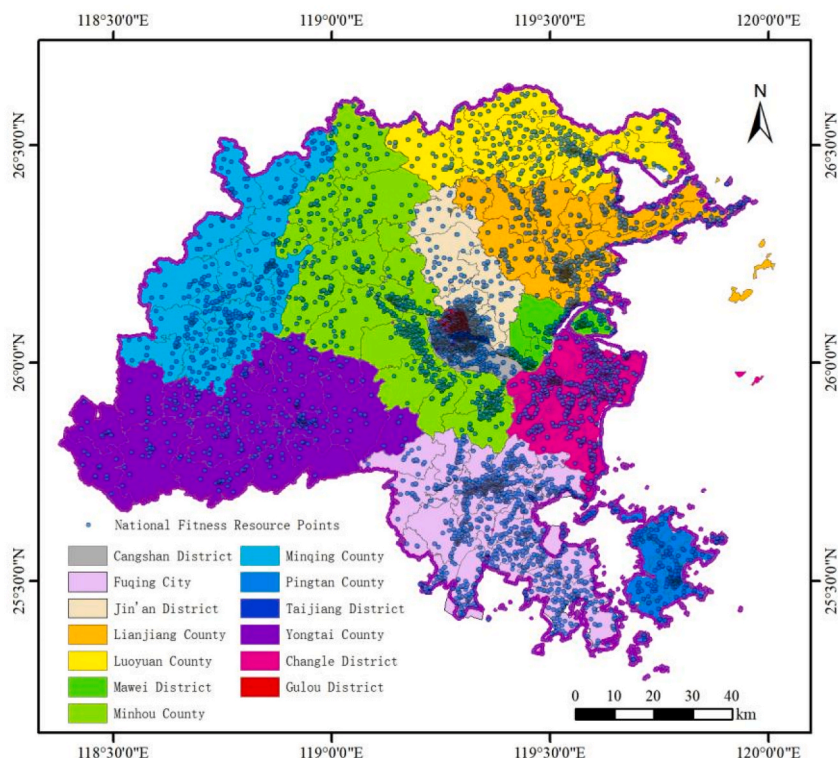 118°30'0"E 119°0'0"E 119°30'0"E 120°0'0"E
26°30'0"N
26°30'0"N
N
26°0'0"N
26°0'0"N
25°30'0"N
25°30'0"N
National Fitness Resource Points
Cangshan District Minqing County
Fuqing City Pingtan County
Jin'an District Taijiang District
Lianjiang County Yongtai County
Luoyuan County Changle District
Mawei District Gulou District
Minhou County
0 10 20 30 40
km
118°30'0"E 119°0'0"E 119°30'0"E 120°0'0"E